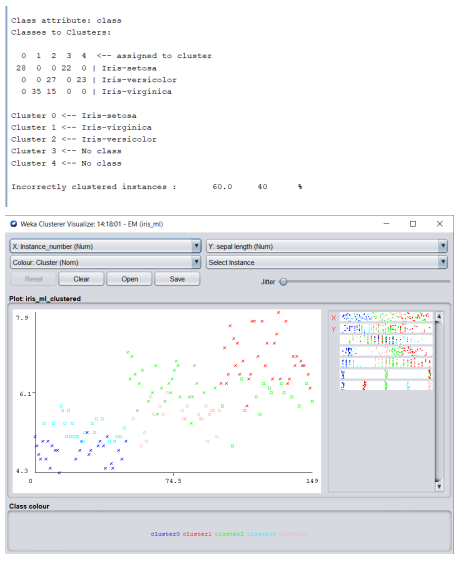 Class attribute: class
Classes to Clusters:
0 1 2 3 4 <-- assigned to cluster
28 0 0 22 0 | Iris-setosa
0 0 27 0 23 | Iris-versicolor
0 35 15 0 0 | Iris-virginica
Cluster 0 <-- Iris-setosa
Cluster 1 <-- Iris-virginica
Cluster 2 <-- Iris-versicolor
Cluster 3 <-- No class
Cluster 4 <-- No class
Incorrectly clustered instances : 60.0 40 %
Weka Clusterer Visualize: 14:18:01 - EM (iris_ml)
X: Instance_number (Num) Y: sepal length (Num)
Colour: Cluster (Nom) Select Instance
Reset Clear Open Save Jitter
Plot: iris_ml_clustered
7.9
X
Y
6.1
4.3
0 74.5 149
Class colour
cluster0 cluster1 cluster2 cluster3 cluster4